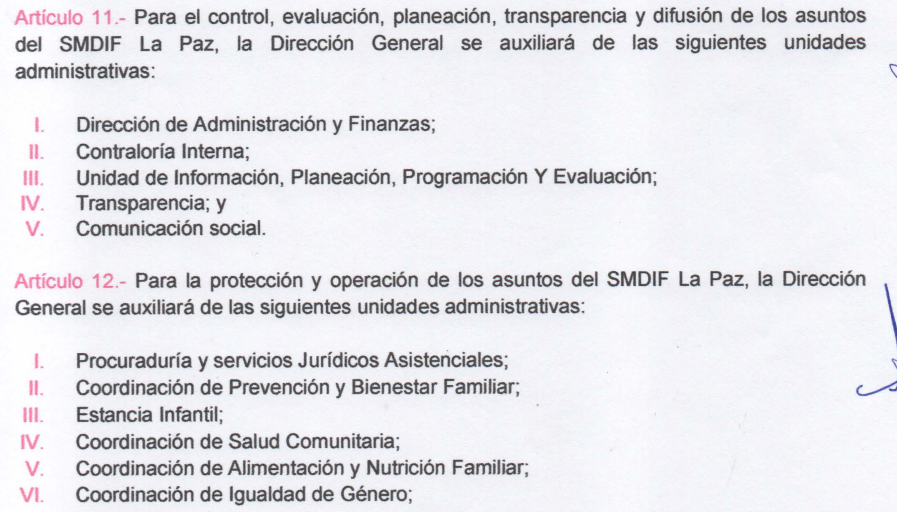 Artículo 11.- Para el control, evaluación, planeación, transparencia y difusión de los asuntos
del SMDIF La Paz, la Dirección General se auxiliará de las siguientes unidades
administrativas:
I. Dirección de Administración y Finanzas;
II. Contraloría Interna;
III. Unidad de Información, Planeación, Programación Y Evaluación;
IV. Transparencia; y
V. Comunicación social.
Artículo 12.- Para la protección y operación de los asuntos del SMDIF La Paz, la Dirección
General se auxiliará de las siguientes unidades administrativas:
I. Procuraduría y servicios Jurídicos Asistenciales;
II. Coordinación de Prevención y Bienestar Familiar;
III. Estancia Infantil;
IV. Coordinación de Salud Comunitaria;
V. Coordinación de Alimentación y Nutrición Familiar;
VI. Coordinación de Igualdad de Género;